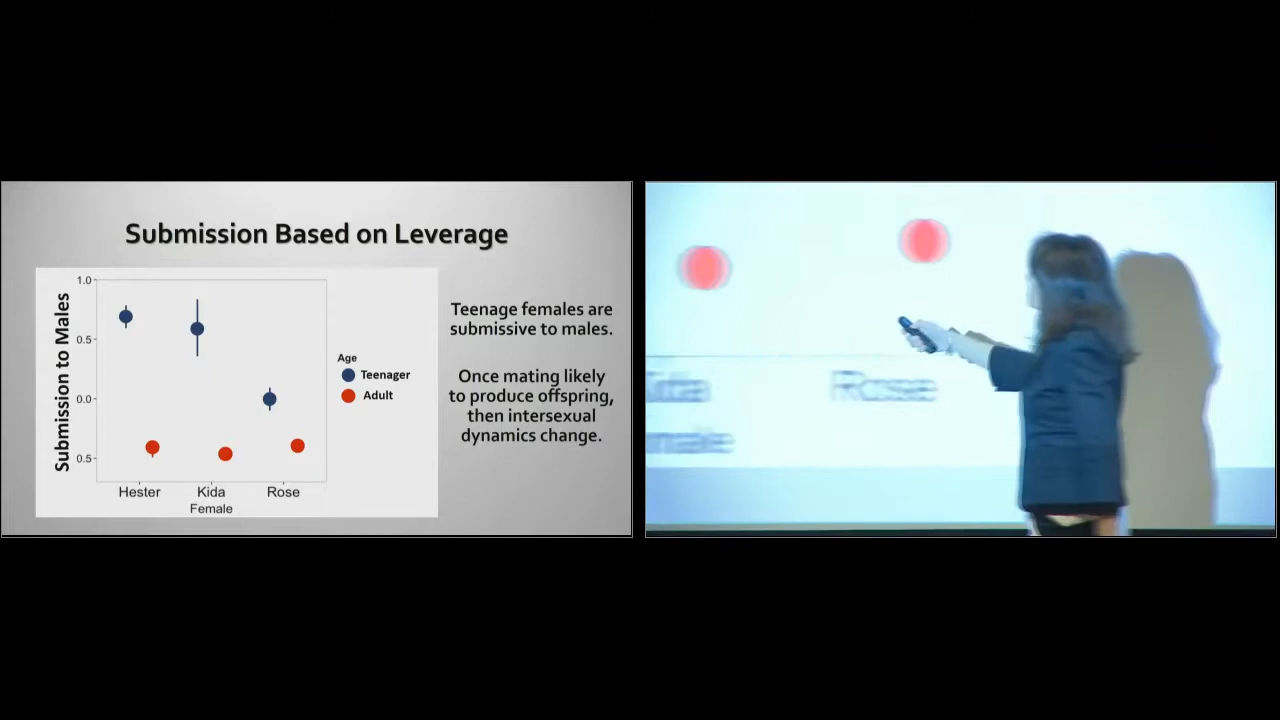 Submission Based on Leverage
Submission to Males
1.0
0.5
0.0
0.5
Hester
Kida
Rose
Female
Age
Teenager
Adult
Teenage females are
submissive to males.
Once mating likely
to produce offspring,
then intersexual
dynamics change.
Kida
Rose
male